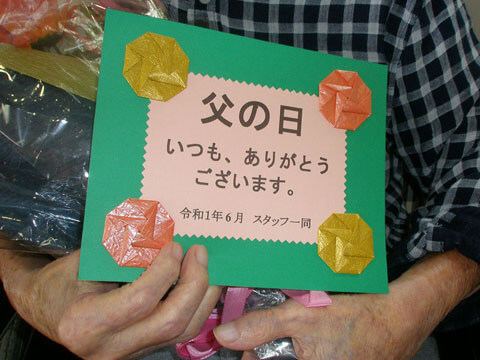 父の日
いつも、ありがとう
ございます。
令和1年6月 スタッフ一同